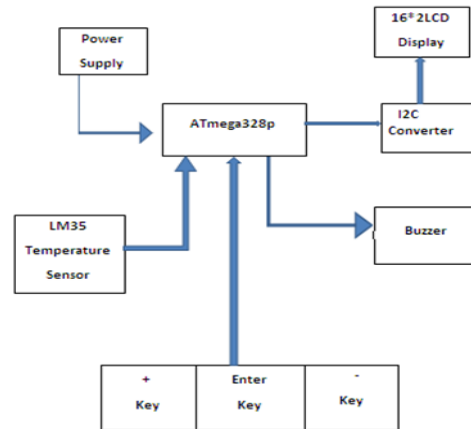 16*2LCD
Display
Power
Supply
ATmega328p
I2C
Converter
LM35
Temperature
Sensor
Buzzer
+
Key
Enter
Key
-
Key